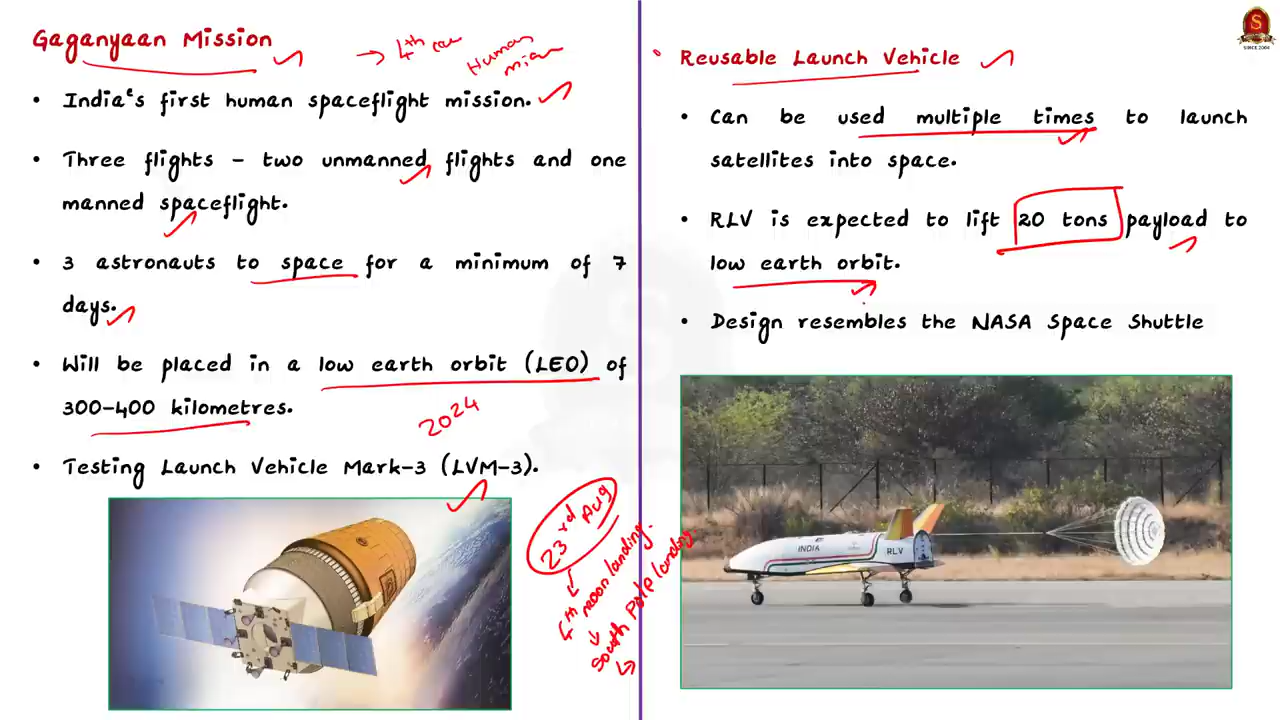 Gaganyaan Mission
→ 4th
Human
• India's first human spaceflight mission.
• Three flights – two unmanned flights and one
manned spaceflight.
• 3 astronauts to space for a minimum of 7
days.
• Will be placed in a low earth orbit (LEO) of
300-400 kilometres.
2024
• Testing Launch Vehicle Mark-3 (LVM-3).
23rd Aug
4th moon landing.
South Pole landing.
Reusable Launch Vehicle
• Can be used multiple times to launch
satellites into space.
• RLV is expected to lift 20 tons payload to
low earth orbit.
• Design resembles the NASA Space Shuttle
INDIA
RLV
S
SINCE 2004